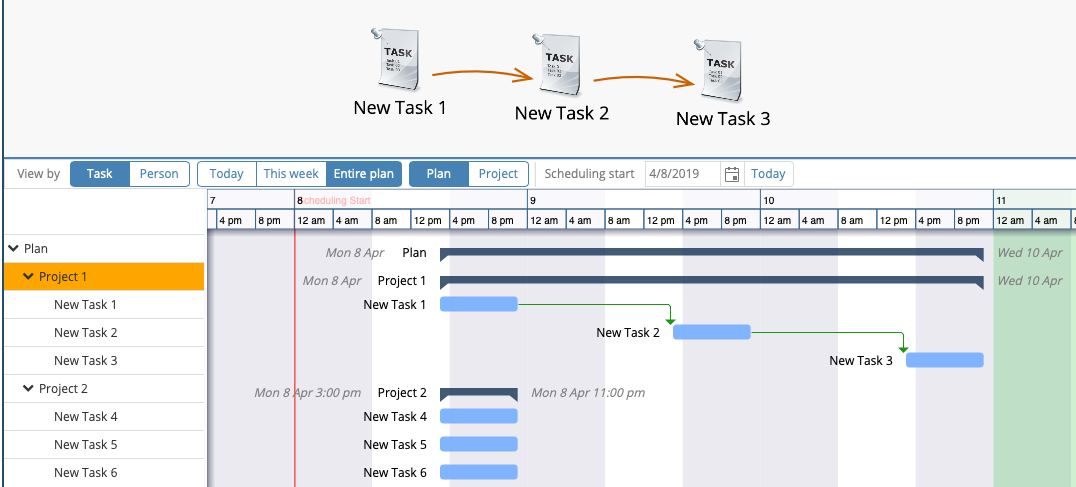 TASK
TASK
TASK
New Task 1
New Task 2
New Task 3
View by Task Person Today This week Entire plan Plan Project Scheduling start 4/8/2019 Today
7 8 Scheduling Start 9 10 11
4 pm 8 pm 12 am 4 am 8 am 12 pm 4 pm 8 pm 12 am 4 am 8 am 12 pm 4 pm 8 pm 12 am 4 am 8 am 12 pm 4 pm 8 pm 12 am 4 am
Plan Mon 8 Apr Plan Wed 10 Apr
Project 1 Mon 8 Apr Project 1 Wed 10 Apr
New Task 1 New Task 1
New Task 2 New Task 2
New Task 3 New Task 3
Project 2 Mon 8 Apr 3:00 pm Project 2 Mon 8 Apr 11:00 pm
New Task 4 New Task 4
New Task 5 New Task 5
New Task 6 New Task 6